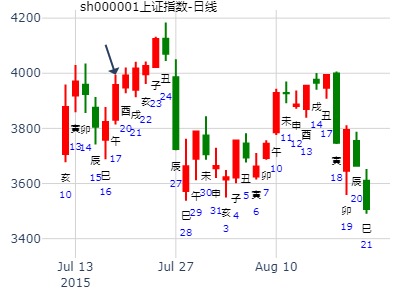 sh000001上证指数-日线
4200
4000
3800
3600
3400
亥
10
寅
13
卯
14
辰
15
巳
16
午
17
酉
20
戌
21
亥
22
子
23
丑
24
辰
27
巳
28
午
29
未
30
申
31
亥
3
子
4
丑
5
寅
6
卯
7
午
10
未
11
申
12
酉
13
戌
14
丑
17
寅
18
卯
19
辰
20
巳
21
Jul 13
2015
Jul 27
Aug 10